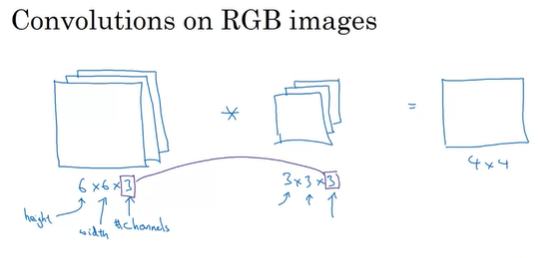 Convolutions on RGB images
* =
6 × 6 × 3
3 × 3 × 3
4 × 4
height
width
# channels